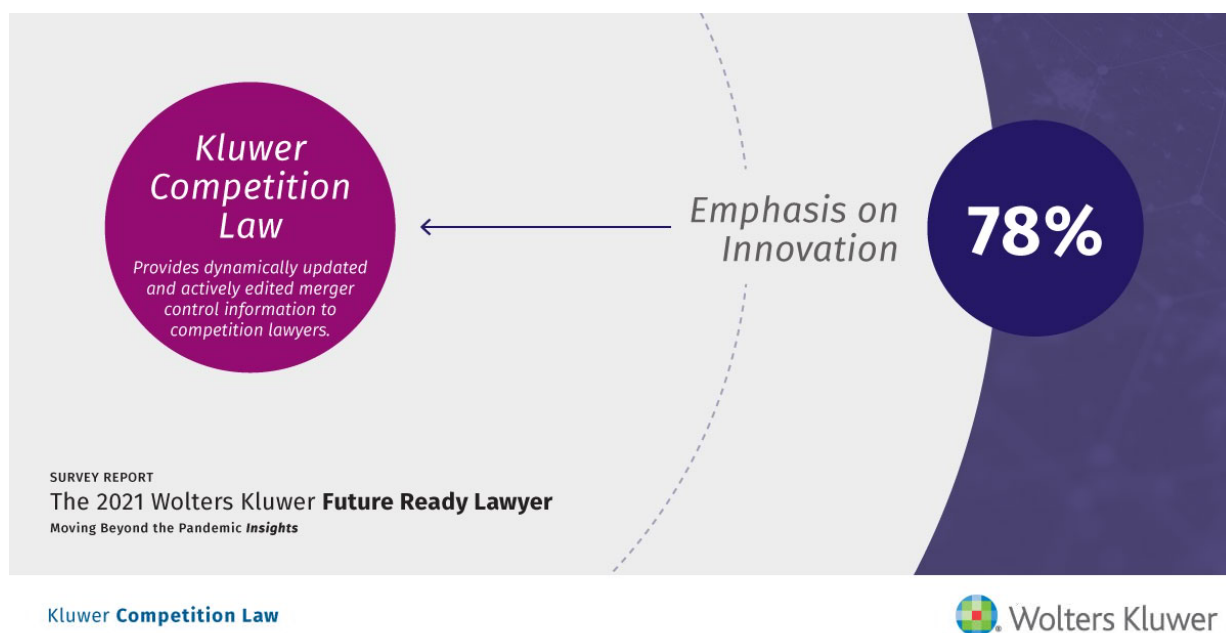 Kluwer
Competition
Law
Provides dynamically updated
and actively edited merger
control information to
competition lawyers.
Emphasis on
Innovation
78%
SURVEY REPORT
The 2021 Wolters Kluwer Future Ready Lawyer
Moving Beyond the Pandemic Insights
Kluwer Competition Law
Wolters Kluwer